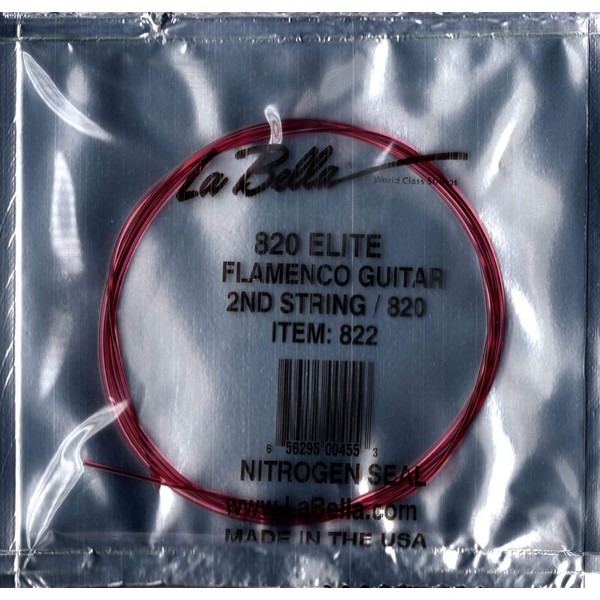 La Bella
World Class Strings
820 ELITE
FLAMENCO GUITAR
2ND STRING / 820
ITEM: 822
6 56295 00455 3
NITROGEN SEAL
www.LaBella.com
MADE IN THE USA